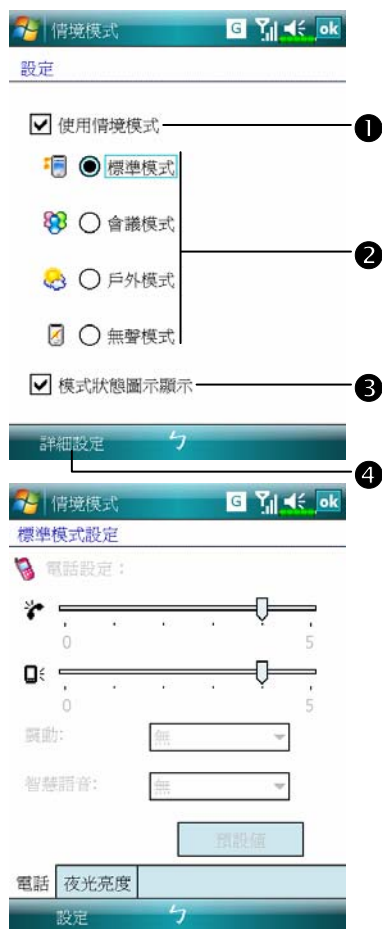 情境模式 G ok
設定
使用情境模式 ❶
標準模式
會議模式 ❷
戶外模式
無聲模式
模式狀態圖示顯示 ❸
詳細設定 ㄅ
❹
情境模式 G ok
標準模式設定
電話設定：
0 5
0 5
震動: 無
智慧語音: 無
預設值
電話 夜光亮度
設定 ㄅ